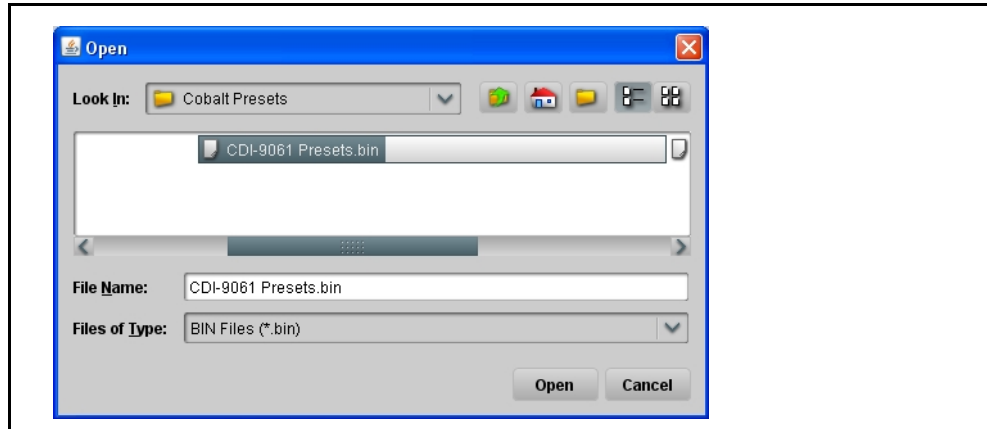 Open
Look In: Cobalt Presets
CDI-9061 Presets.bin
File Name: CDI-9061 Presets.bin
Files of Type: BIN Files (*.bin)
Open Cancel